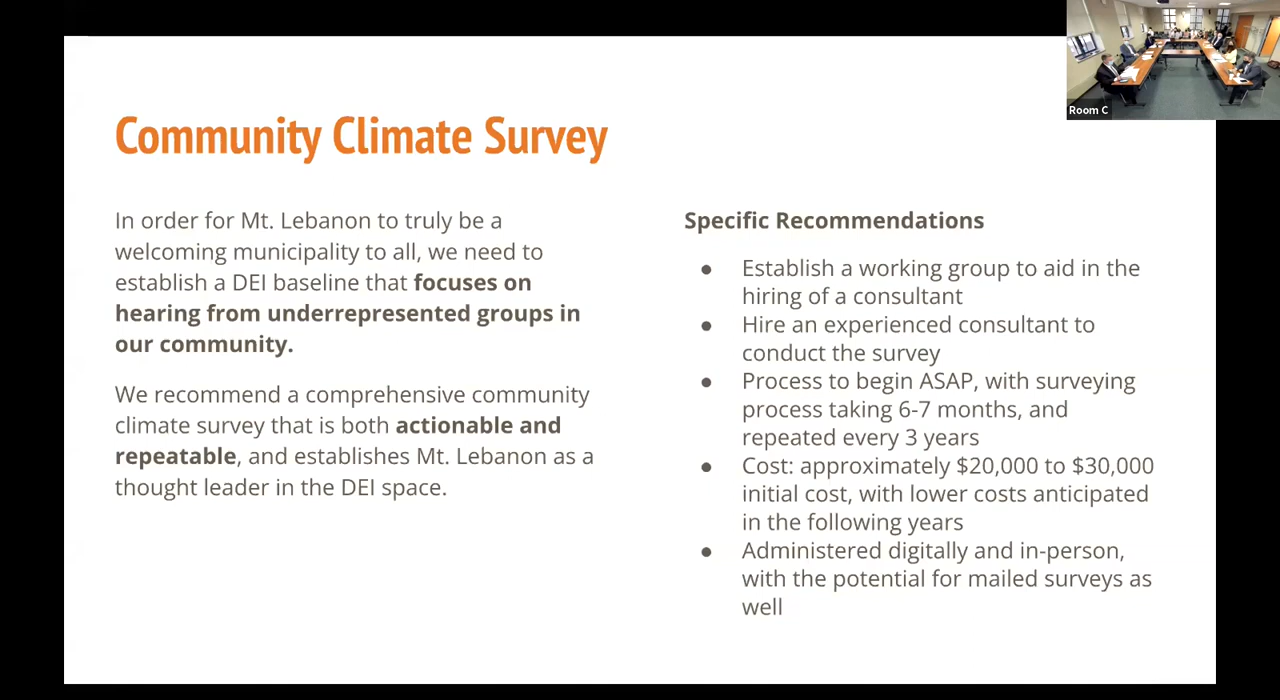 Community Climate Survey
In order for Mt. Lebanon to truly be a
welcoming municipality to all, we need to
establish a DEI baseline that focuses on
hearing from underrepresented groups in
our community.
We recommend a comprehensive community
climate survey that is both actionable and
repeatable, and establishes Mt. Lebanon as a
thought leader in the DEI space.
Specific Recommendations
● Establish a working group to aid in the
hiring of a consultant
● Hire an experienced consultant to
conduct the survey
● Process to begin ASAP, with surveying
process taking 6-7 months, and
repeated every 3 years
● Cost: approximately $20,000 to $30,000
initial cost, with lower costs anticipated
in the following years
● Administered digitally and in-person,
with the potential for mailed surveys as
well
Room C